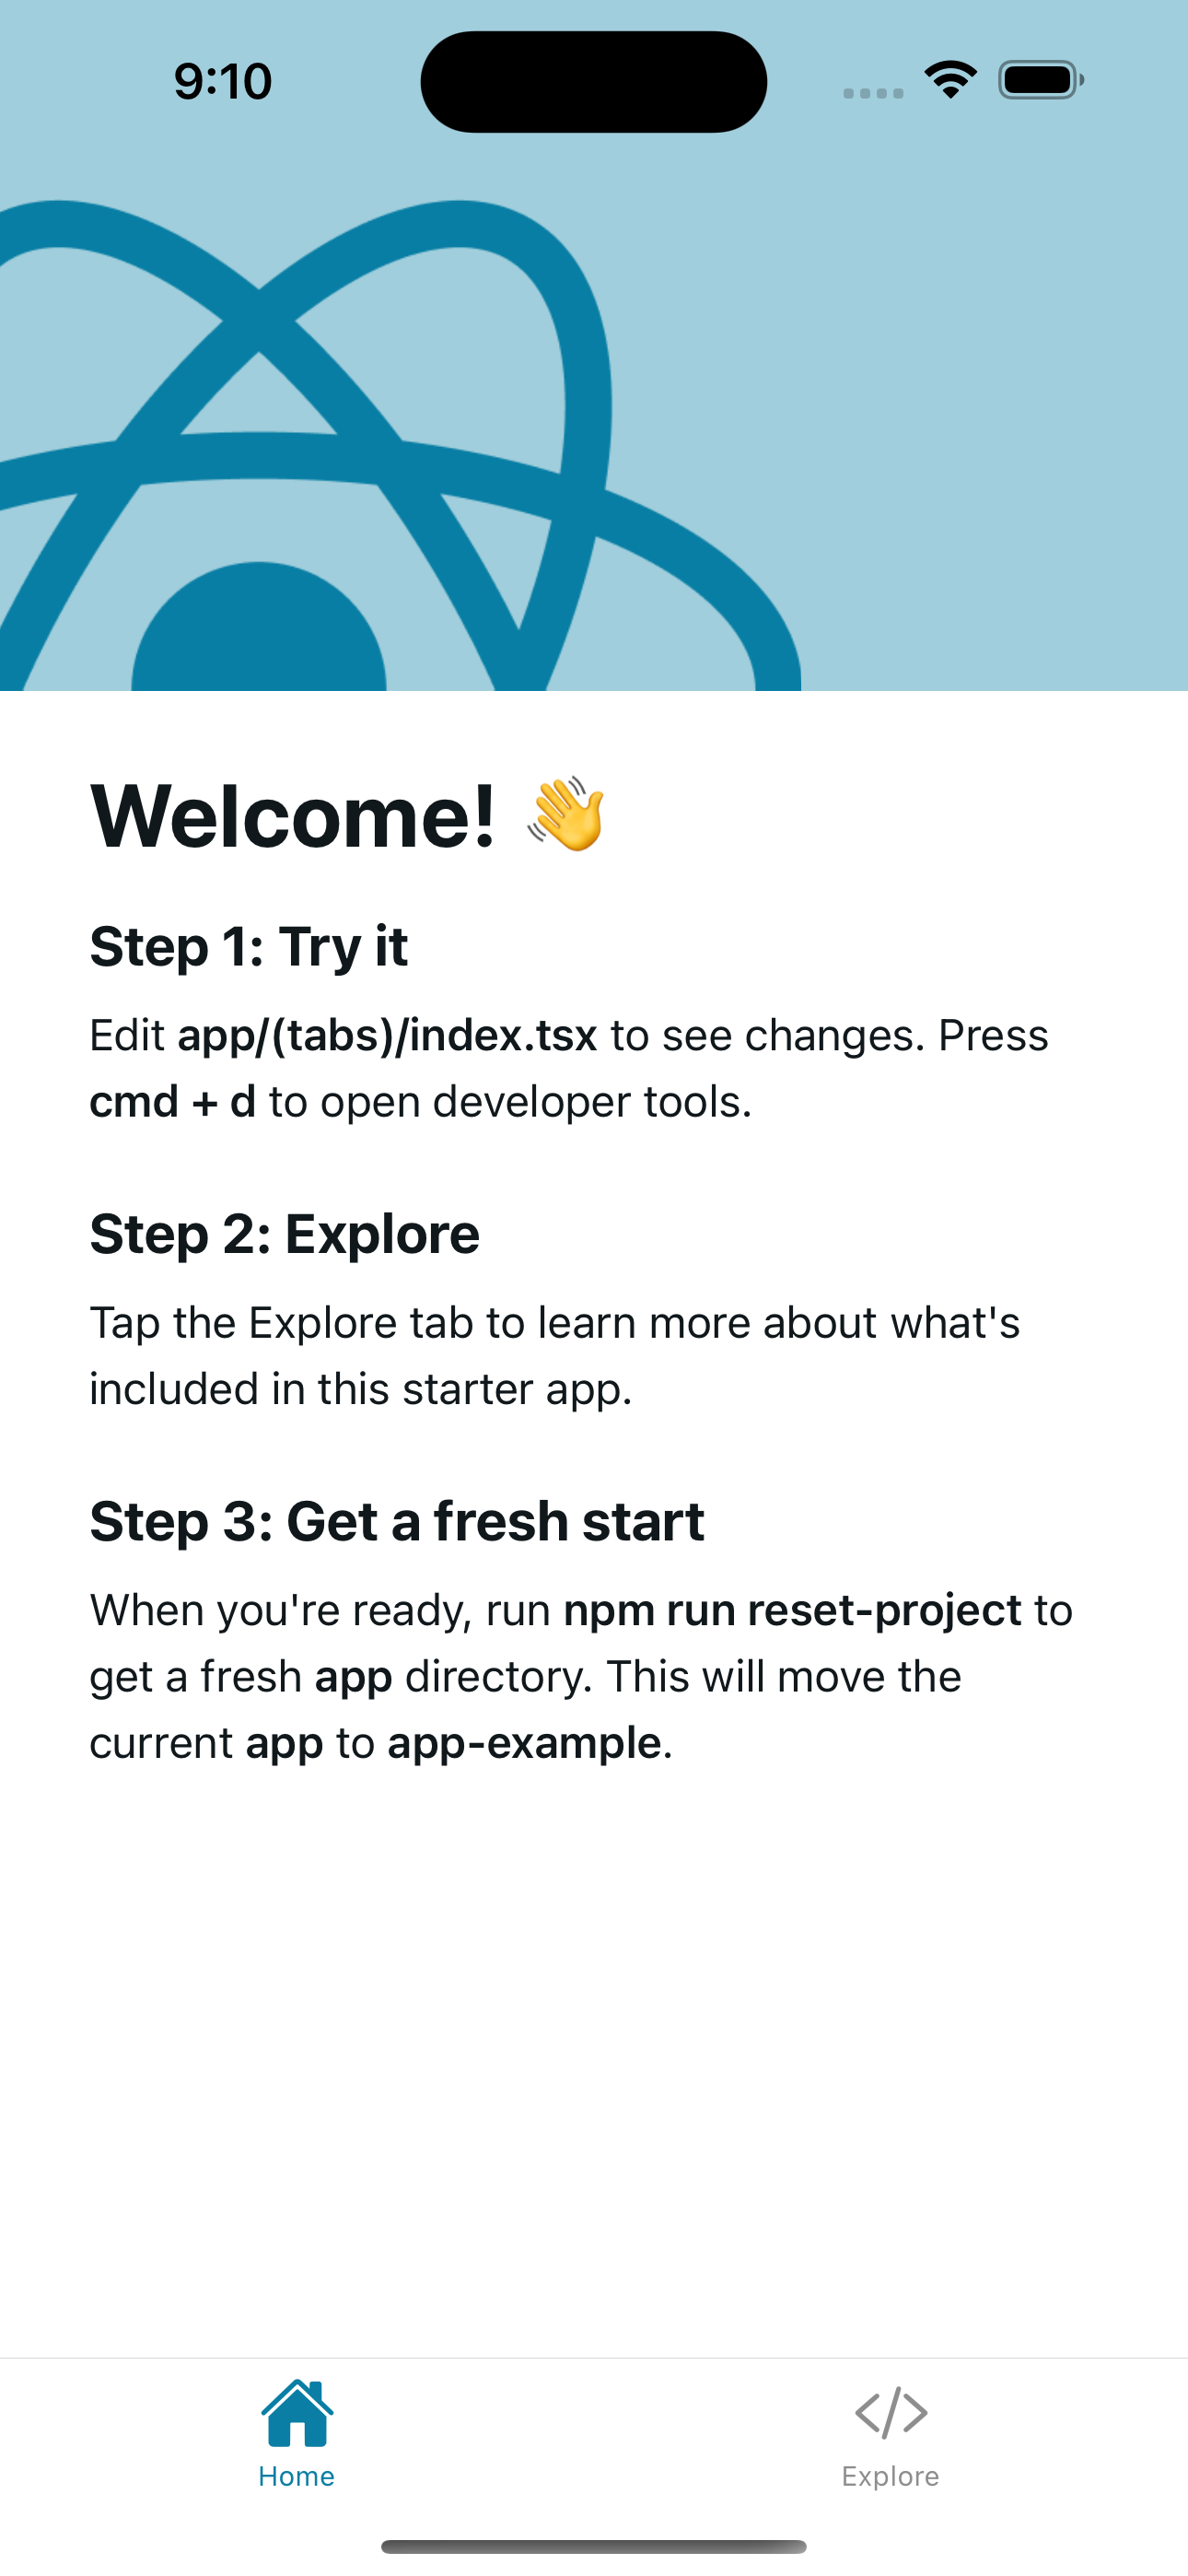 9:10
Welcome! 👋
Step 1: Try it
Edit app/(tabs)/index.tsx to see changes. Press
cmd + d to open developer tools.
Step 2: Explore
Tap the Explore tab to learn more about what's
included in this starter app.
Step 3: Get a fresh start
When you're ready, run npm run reset-project to
get a fresh app directory. This will move the
current app to app-example.
Home
Explore